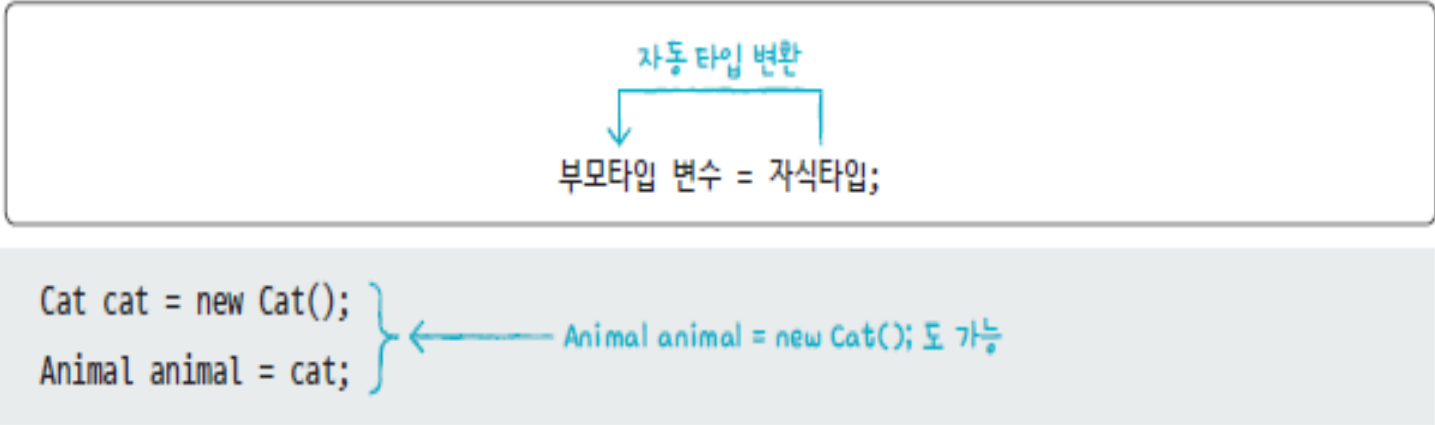 자동 타입 변환
부모타입 변수 = 자식타입;
Cat cat = new Cat();
Animal animal = new Cat(); 도 가능
Animal animal = cat;